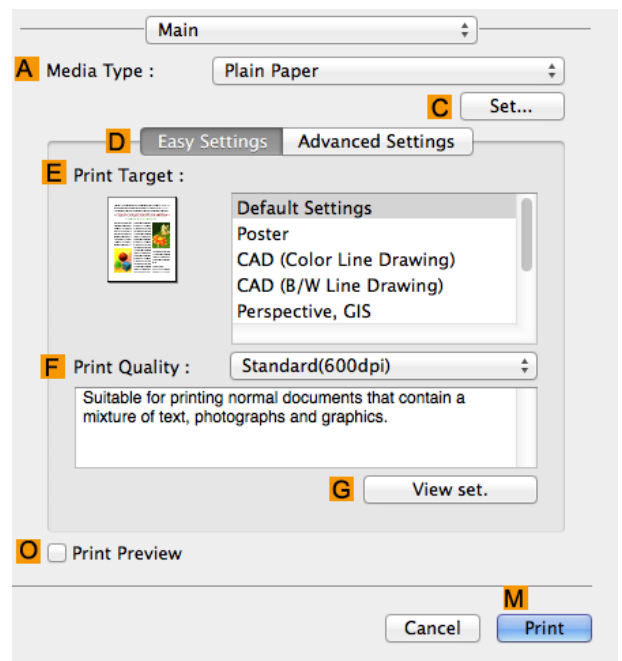 Main
A Media Type : Plain Paper
C Set...
D Easy Settings Advanced Settings
E Print Target :
Default Settings
Poster
CAD (Color Line Drawing)
CAD (B/W Line Drawing)
Perspective, GIS
F Print Quality : Standard(600dpi)
Suitable for printing normal documents that contain a
mixture of text, photographs and graphics.
G View set.
O Print Preview
M
Cancel Print